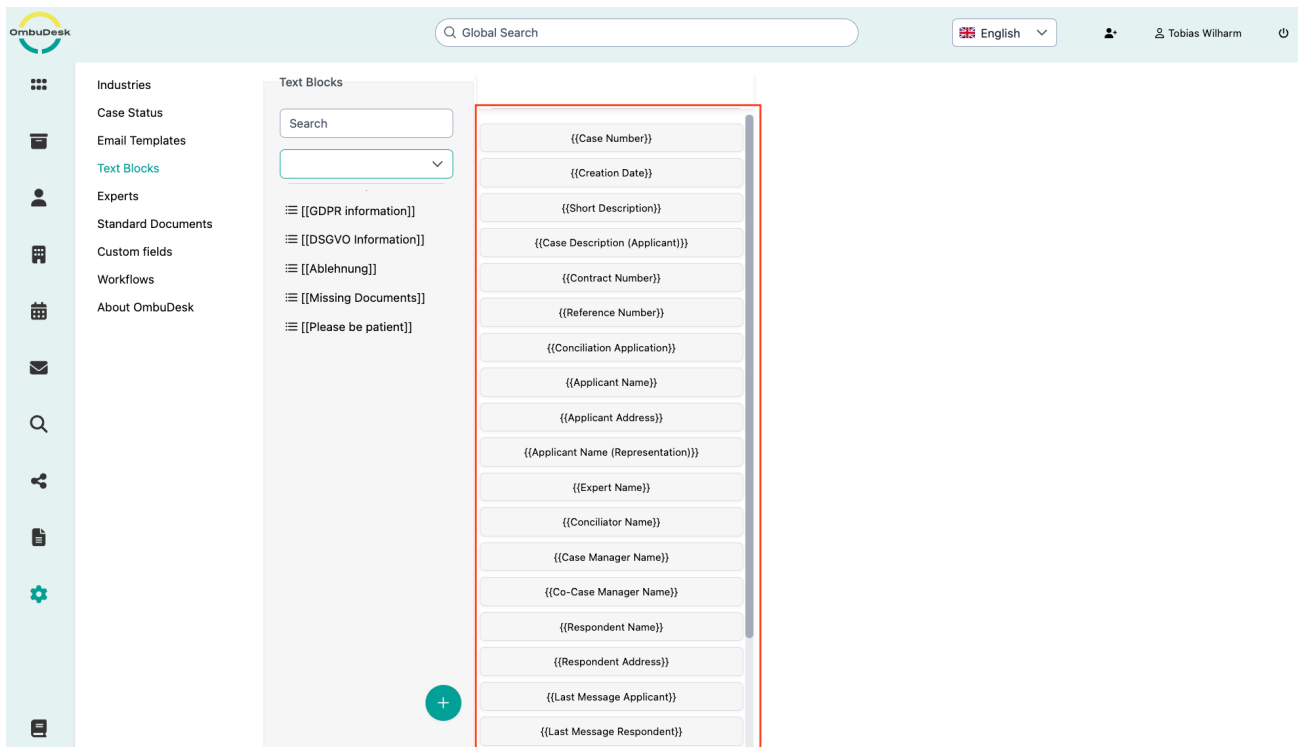 OmbuDesk
Global Search
English
Tobias Wilharm
Industries
Case Status
Email Templates
Text Blocks
Experts
Standard Documents
Custom fields
Workflows
About OmbuDesk
Text Blocks
Search
[[GDPR information]]
[[DSGVO Information]]
[[Ablehnung]]
[[Missing Documents]]
[[Please be patient]]
{{Case Number}}
{{Creation Date}}
{{Short Description}}
{{Case Description (Applicant)}}
{{Contract Number}}
{{Reference Number}}
{{Conciliation Application}}
{{Applicant Name}}
{{Applicant Address}}
{{Applicant Name (Representation)}}
{{Expert Name}}
{{Conciliator Name}}
{{Case Manager Name}}
{{Co-Case Manager Name}}
{{Respondent Name}}
{{Respondent Address}}
{{Last Message Applicant}}
{{Last Message Respondent}}